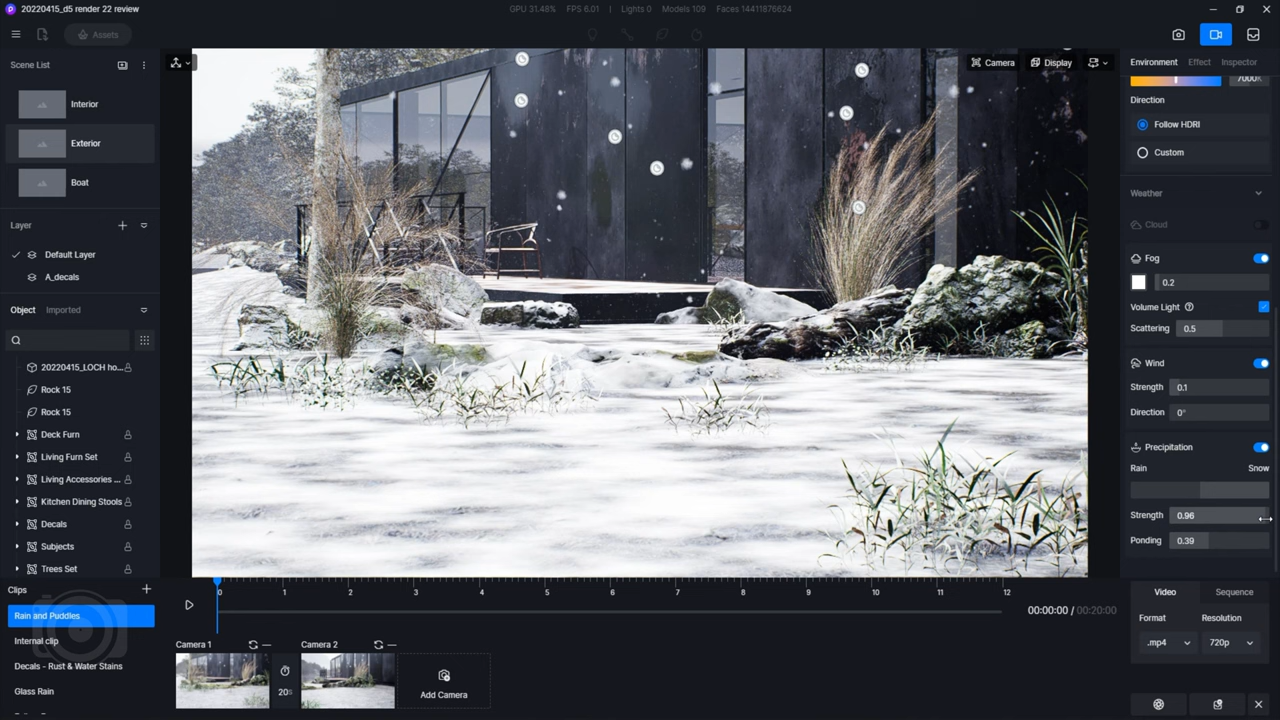 20220415_d5 render 22 review
GPU 31.48%
FPS 6.01
Lights 0
Models 109
Faces 14411876624
Assets
Scene List
Interior
Exterior
Boat
Layer
Default Layer
A_decals
Object
Imported
20220415_LOCH ho...
Rock 15
Rock 15
Deck Furn
Living Furn Set
Living Accessories ...
Kitchen Dining Stools
Decals
Subjects
Trees Set
Camera
Display
Environment
Effect
Inspector
7000K
Direction
Follow HDRI
Custom
Weather
Cloud
Fog
0.2
Volume Light
Scattering
0.5
Wind
Strength
0.1
Direction
0°
Precipitation
Rain
Snow
Strength
0.96
Ponding
0.39
Clips
Rain and Puddles
Internal clip
Decals - Rust & Water Stains
Glass Rain
0 1 2 3 4 5 6 7 8 9 10 11 12
00:00:00 / 00:20:00
Camera 1
Camera 2
20s
Add Camera
Video
Sequence
Format
Resolution
.mp4
720p